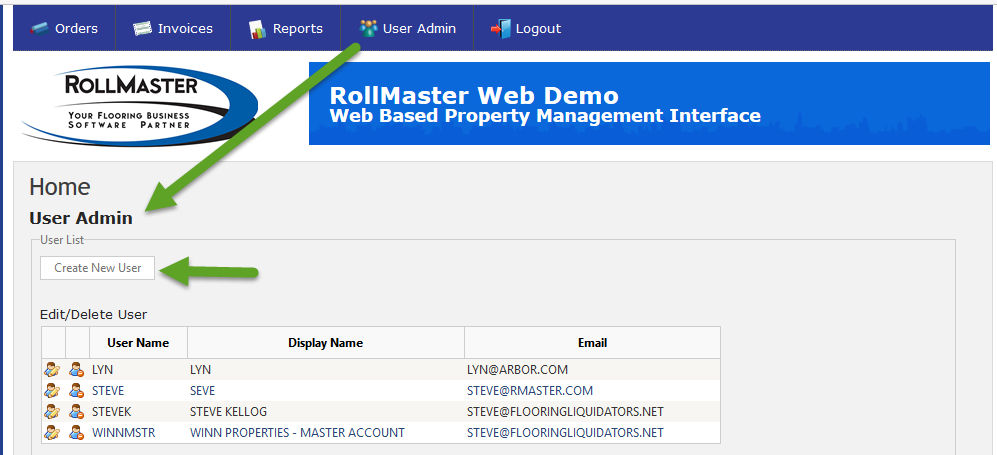 Orders Invoices Reports User Admin Logout
ROLLMASTER
YOUR FLOORING BUSINESS
SOFTWARE PARTNER
RollMaster Web Demo
Web Based Property Management Interface
Home
User Admin
User List
Create New User
Edit/Delete User
User Name Display Name Email
LYN LYN LYN@ARBOR.COM
STEVE SEVE STEVE@RMASTER.COM
STEVEK STEVE KELLOG STEVE@FLOORINGLIQUIDATORS.NET
WINNMSTR WINN PROPERTIES - MASTER ACCOUNT STEVE@FLOORINGLIQUIDATORS.NET